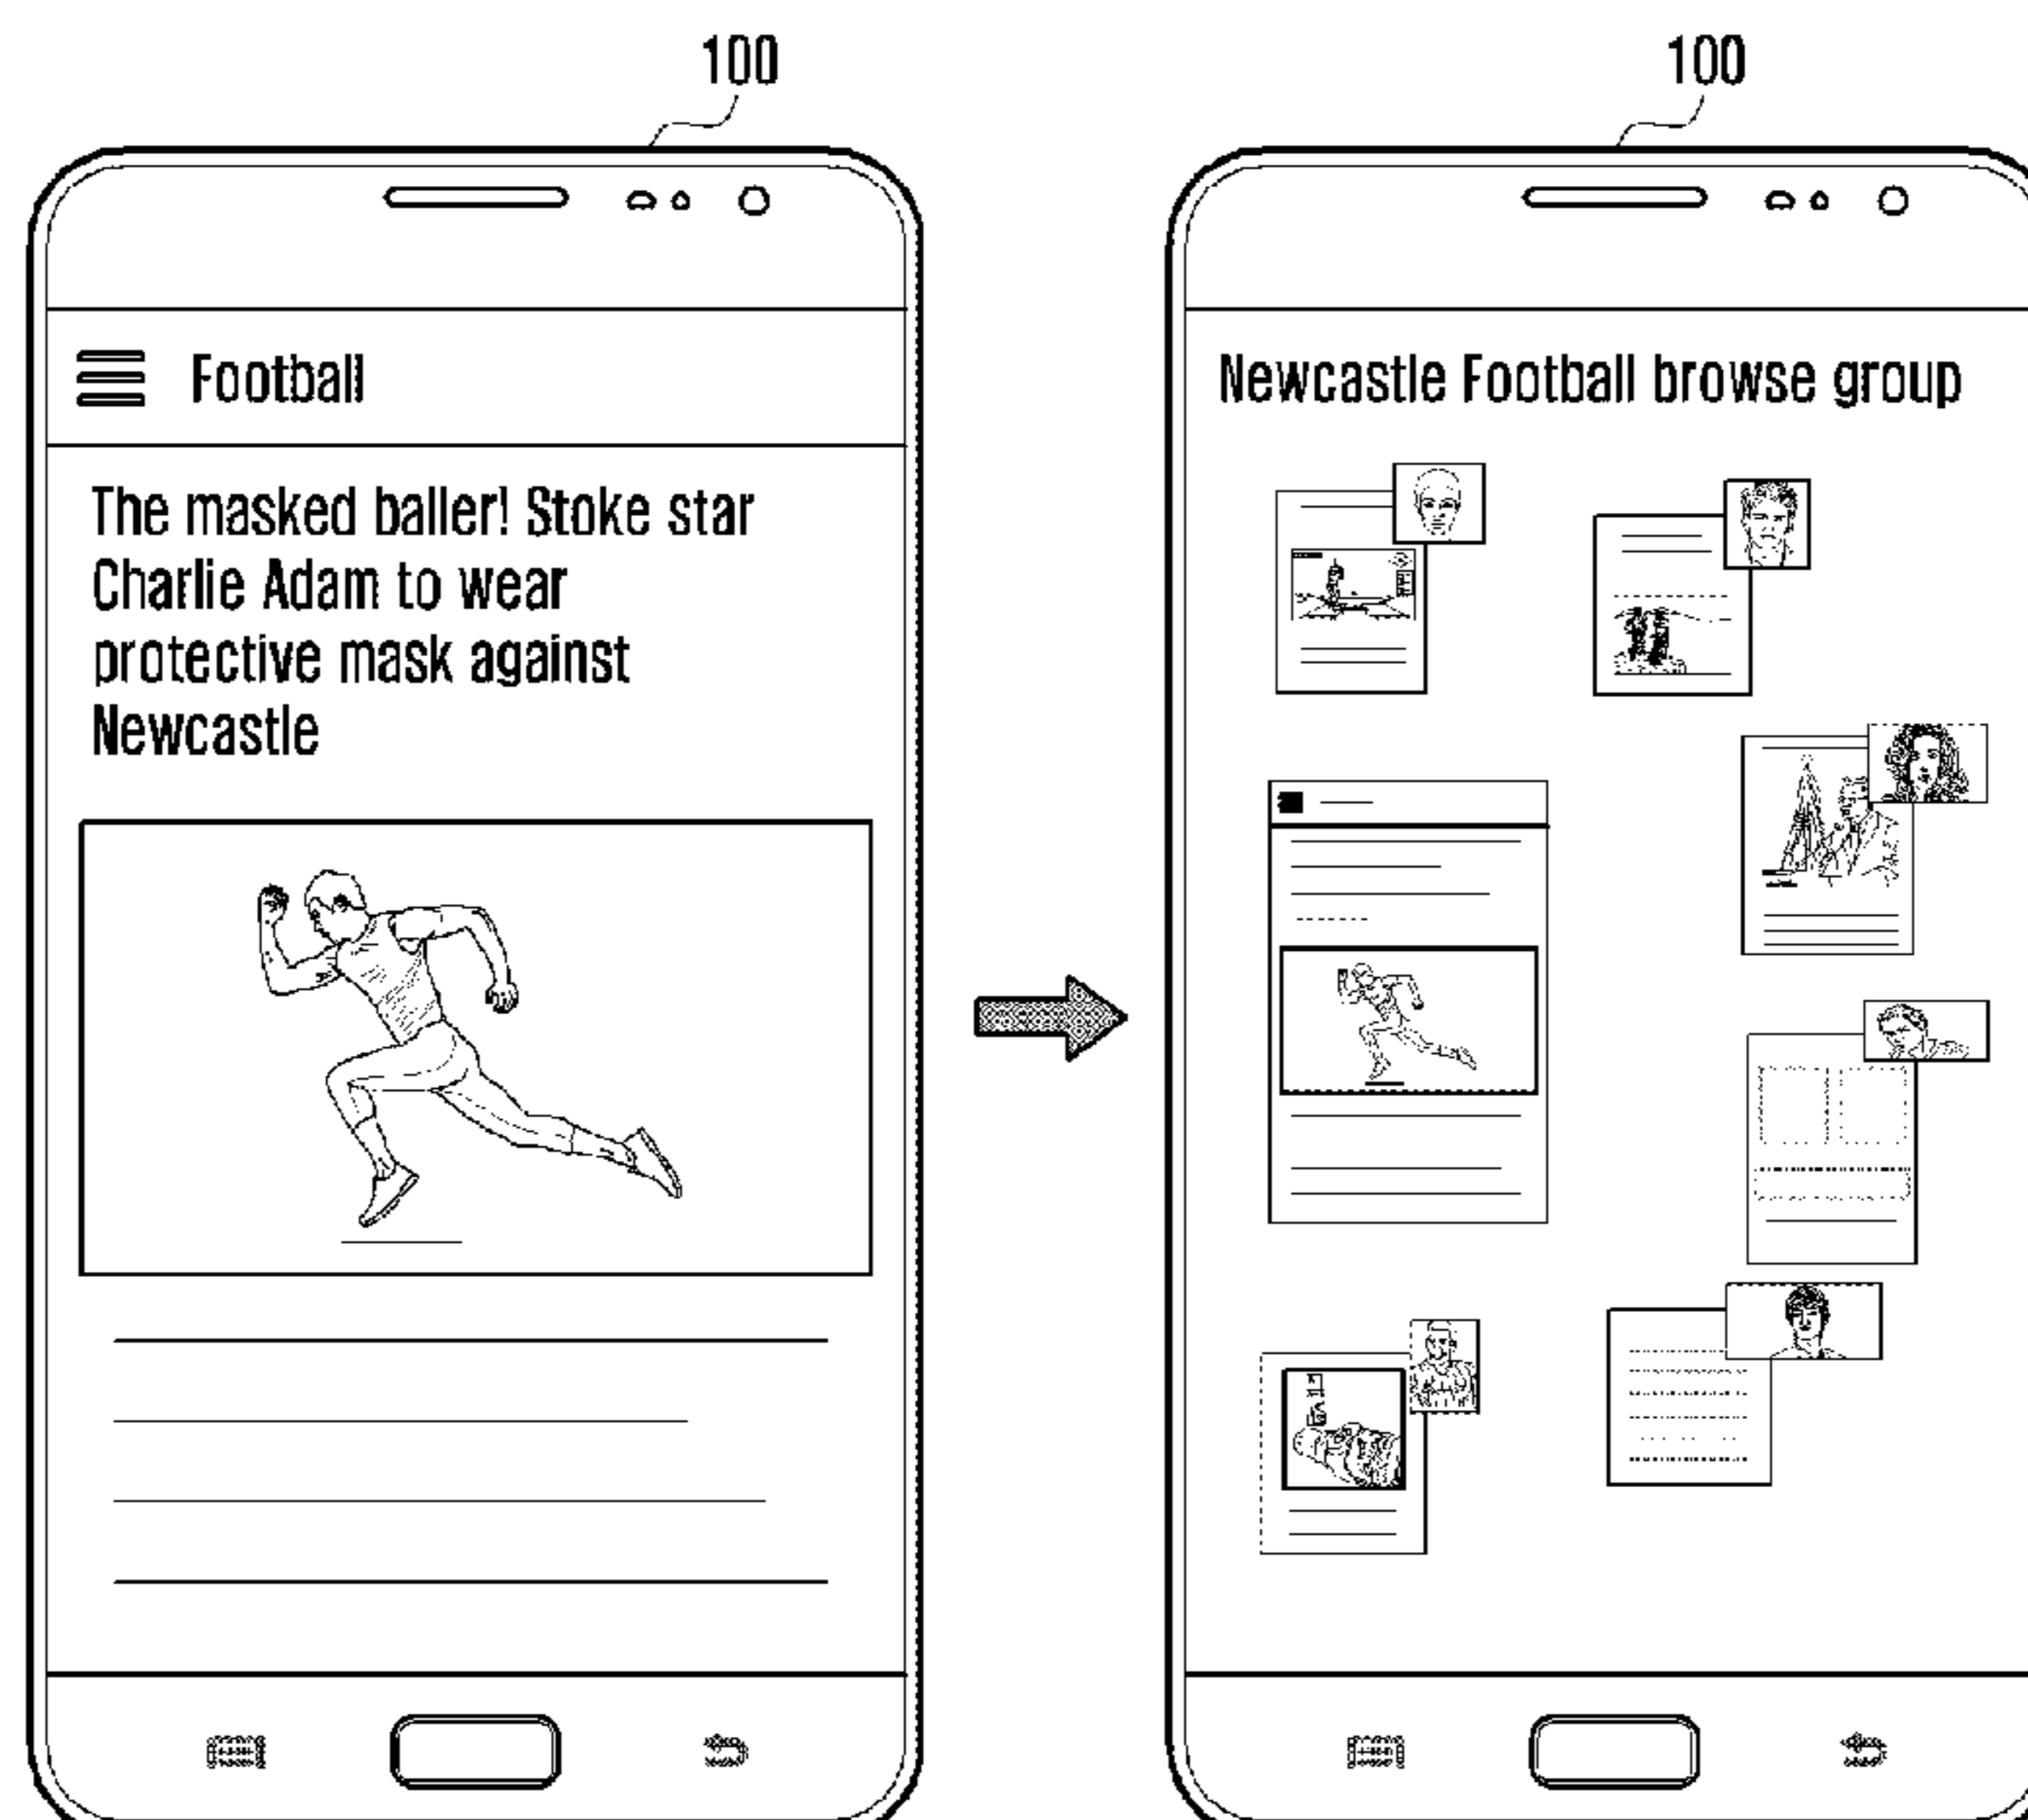 100
Football
The masked baller! Stoke star
Charlie Adam to wear
protective mask against
Newcastle
100
Newcastle Football browse group